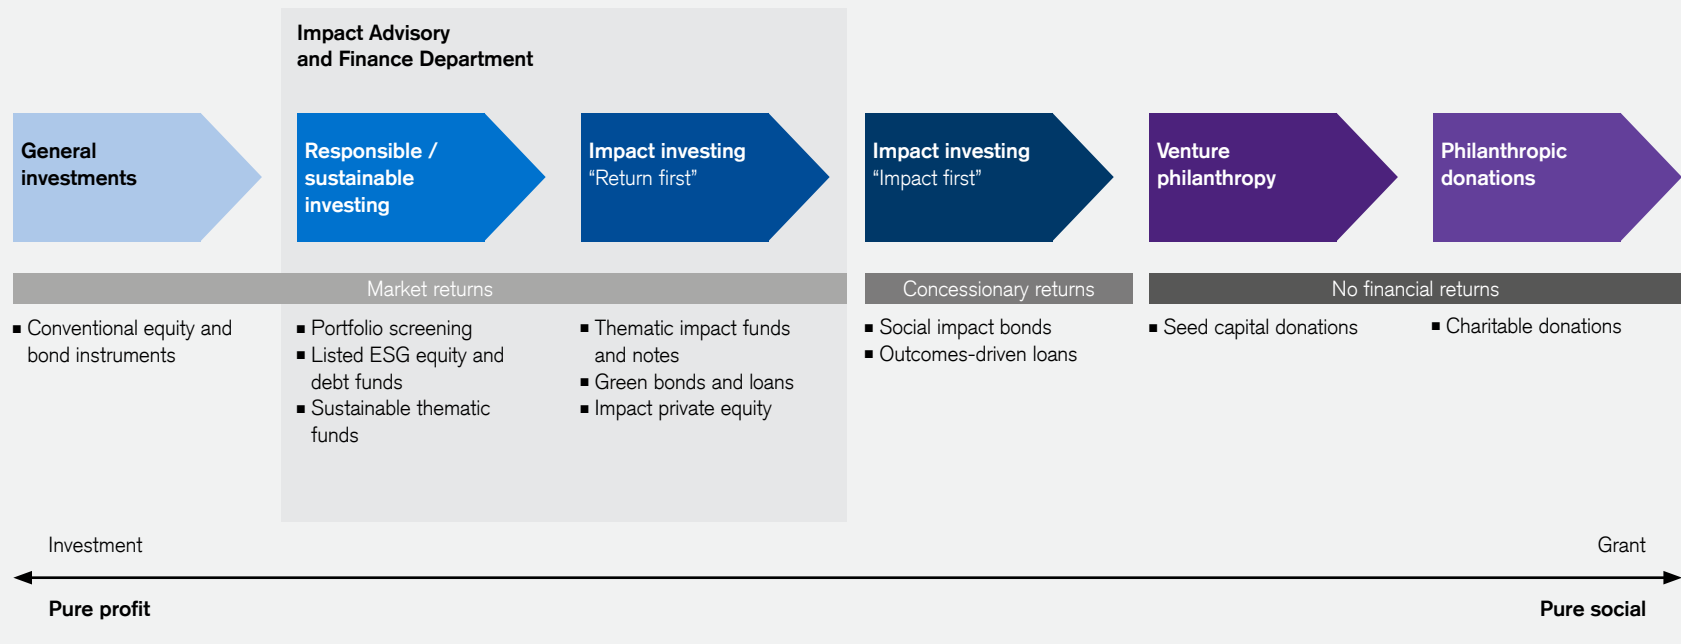 Impact Advisory
and Finance Department
General
investments
Responsible /
sustainable
investing
Impact investing
“Return first”
Impact investing
“Impact first”
Venture
philanthropy
Philanthropic
donations
Market returns
Concessionary returns
No financial returns
▪ Conventional equity and
bond instruments
▪ Portfolio screening
▪ Listed ESG equity and
debt funds
▪ Sustainable thematic
funds
▪ Thematic impact funds
and notes
▪ Green bonds and loans
▪ Impact private equity
▪ Social impact bonds
▪ Outcomes-driven loans
▪ Seed capital donations
▪ Charitable donations
Investment
Grant
Pure profit
Pure social